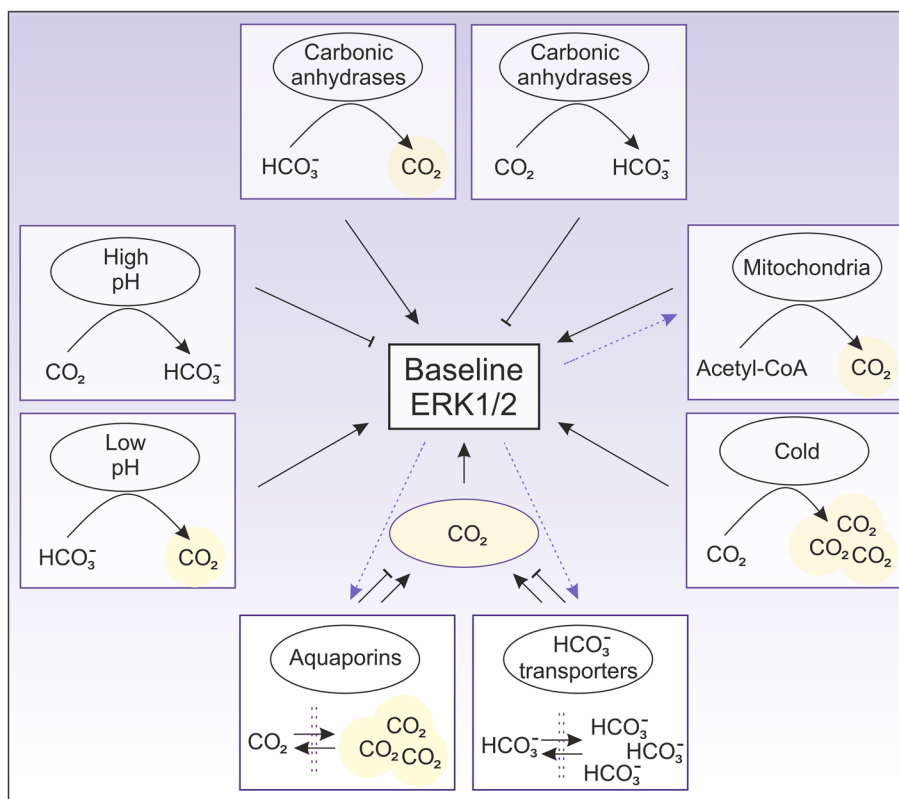 Carbonic
anhydrases
HCO₃⁻
CO₂
Carbonic
anhydrases
CO₂
HCO₃⁻
High
pH
CO₂
HCO₃⁻
Mitochondria
Acetyl-CoA
CO₂
Baseline
ERK1/2
Low
pH
HCO₃⁻
CO₂
Cold
CO₂
CO₂
CO₂
CO₂
CO₂
Aquaporins
CO₂
CO₂
CO₂
CO₂
HCO₃⁻
transporters
HCO₃⁻
HCO₃⁻
HCO₃⁻
HCO₃⁻